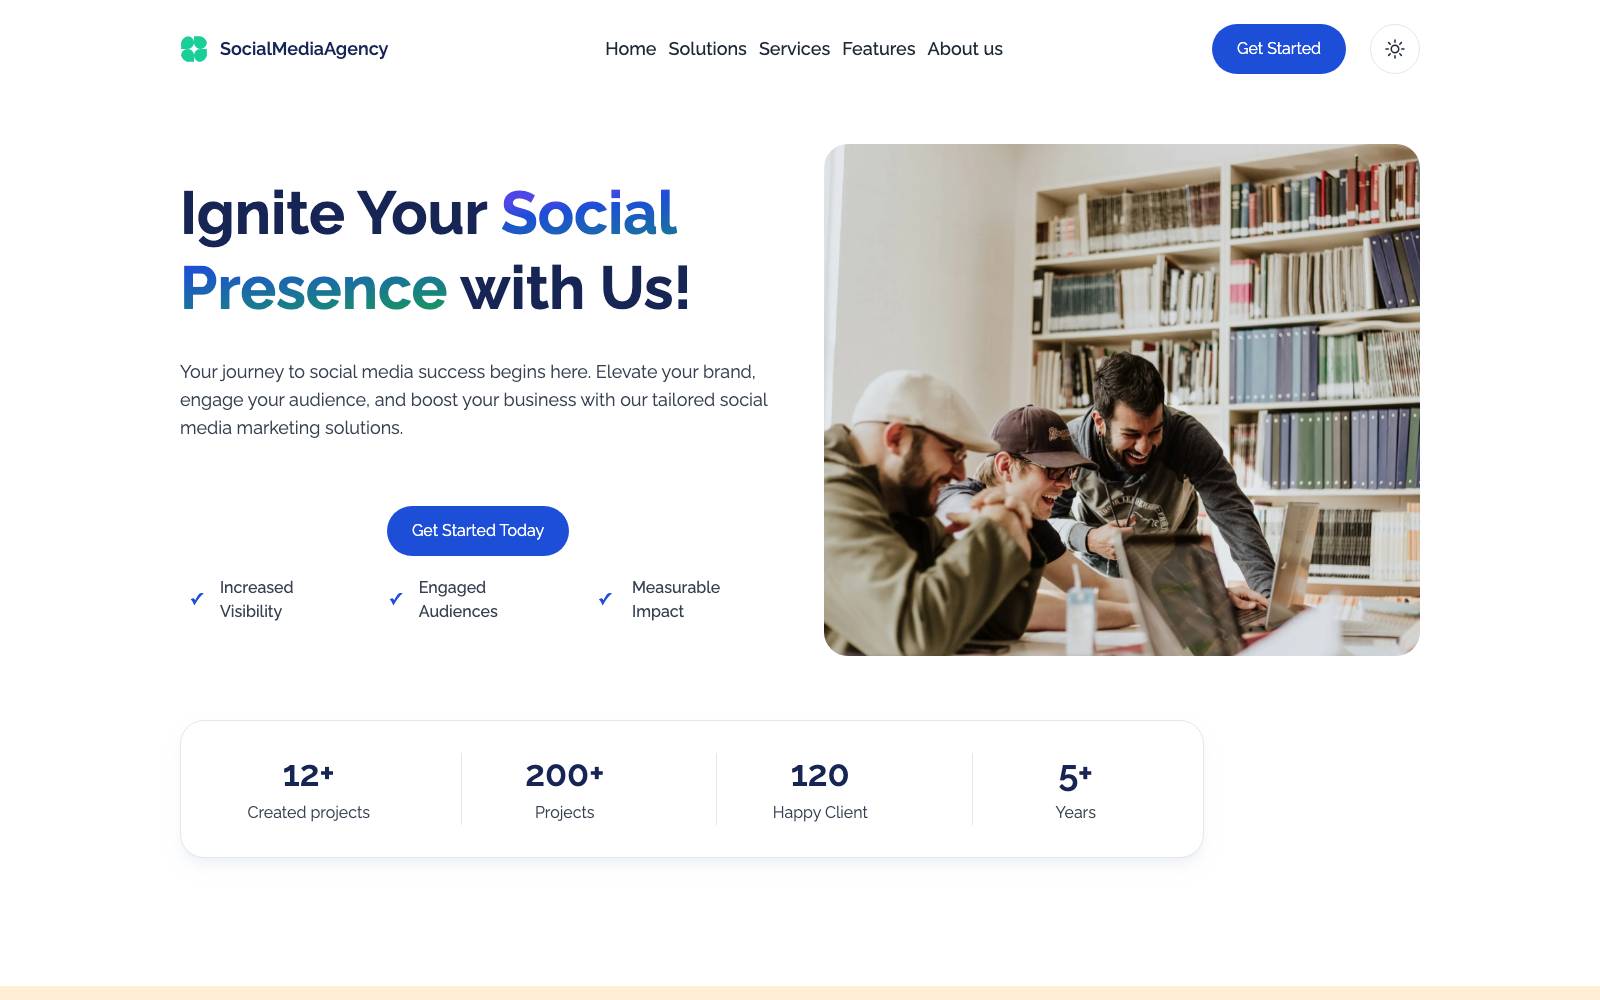 SocialMediaAgency
Home Solutions Services Features About us
Get Started
Ignite Your Social
Presence with Us!
Your journey to social media success begins here. Elevate your brand,
engage your audience, and boost your business with our tailored social
media marketing solutions.
Get Started Today
Increased
Visibility
Engaged
Audiences
Measurable
Impact
12+
Created projects
200+
Projects
120
Happy Client
5+
Years